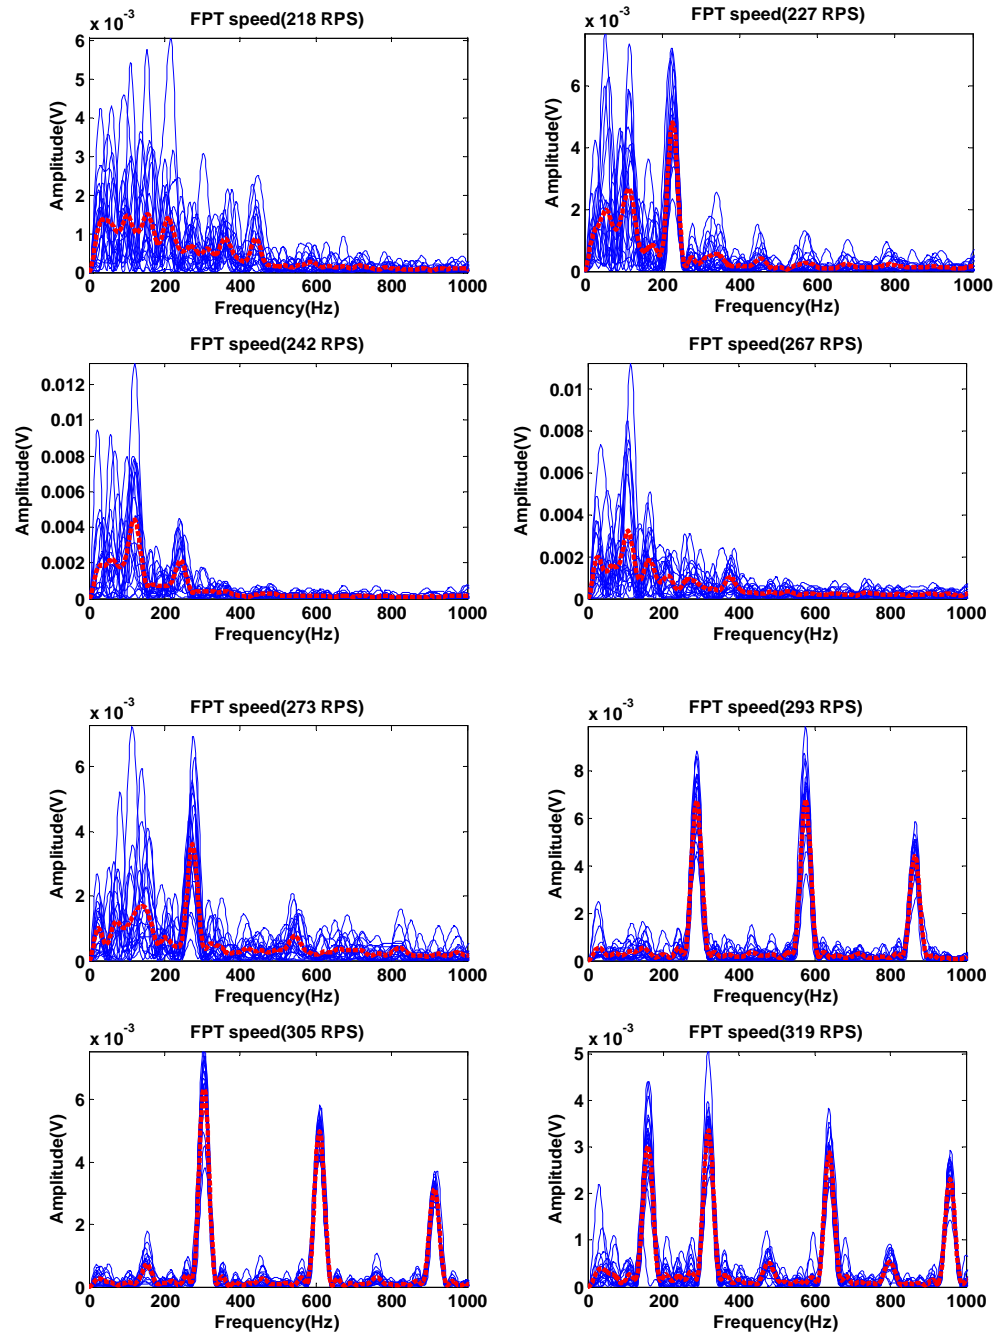 x 10-3 FPT speed(218 RPS)
6
5
4
3
2
1
0
Amplitude(V)
0 200 400 600 800 1000
Frequency(Hz)
x 10-3 FPT speed(227 RPS)
6
4
2
0
Amplitude(V)
0 200 400 600 800 1000
Frequency(Hz)
FPT speed(242 RPS)
0.012
0.01
0.008
0.006
0.004
0.002
0
Amplitude(V)
0 200 400 600 800 1000
Frequency(Hz)
FPT speed(267 RPS)
0.01
0.008
0.006
0.004
0.002
0
Amplitude(V)
0 200 400 600 800 1000
Frequency(Hz)
x 10-3 FPT speed(273 RPS)
6
4
2
0
Amplitude(V)
0 200 400 600 800 1000
Frequency(Hz)
x 10-3 FPT speed(293 RPS)
8
6
4
2
0
Amplitude(V)
0 200 400 600 800 1000
Frequency(Hz)
x 10-3 FPT speed(305 RPS)
6
4
2
0
Amplitude(V)
0 200 400 600 800 1000
Frequency(Hz)
x 10-3 FPT speed(319 RPS)
5
4
3
2
1
0
Amplitude(V)
0 200 400 600 800 1000
Frequency(Hz)